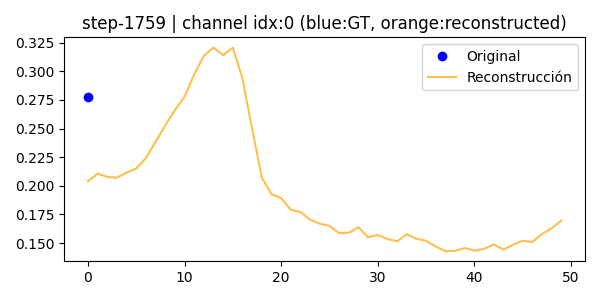 step-1759 | channel idx:0 (blue:GT, orange:reconstructed)
Original
Reconstrucción
0.325
0.300
0.275
0.250
0.225
0.200
0.175
0.150
0 10 20 30 40 50